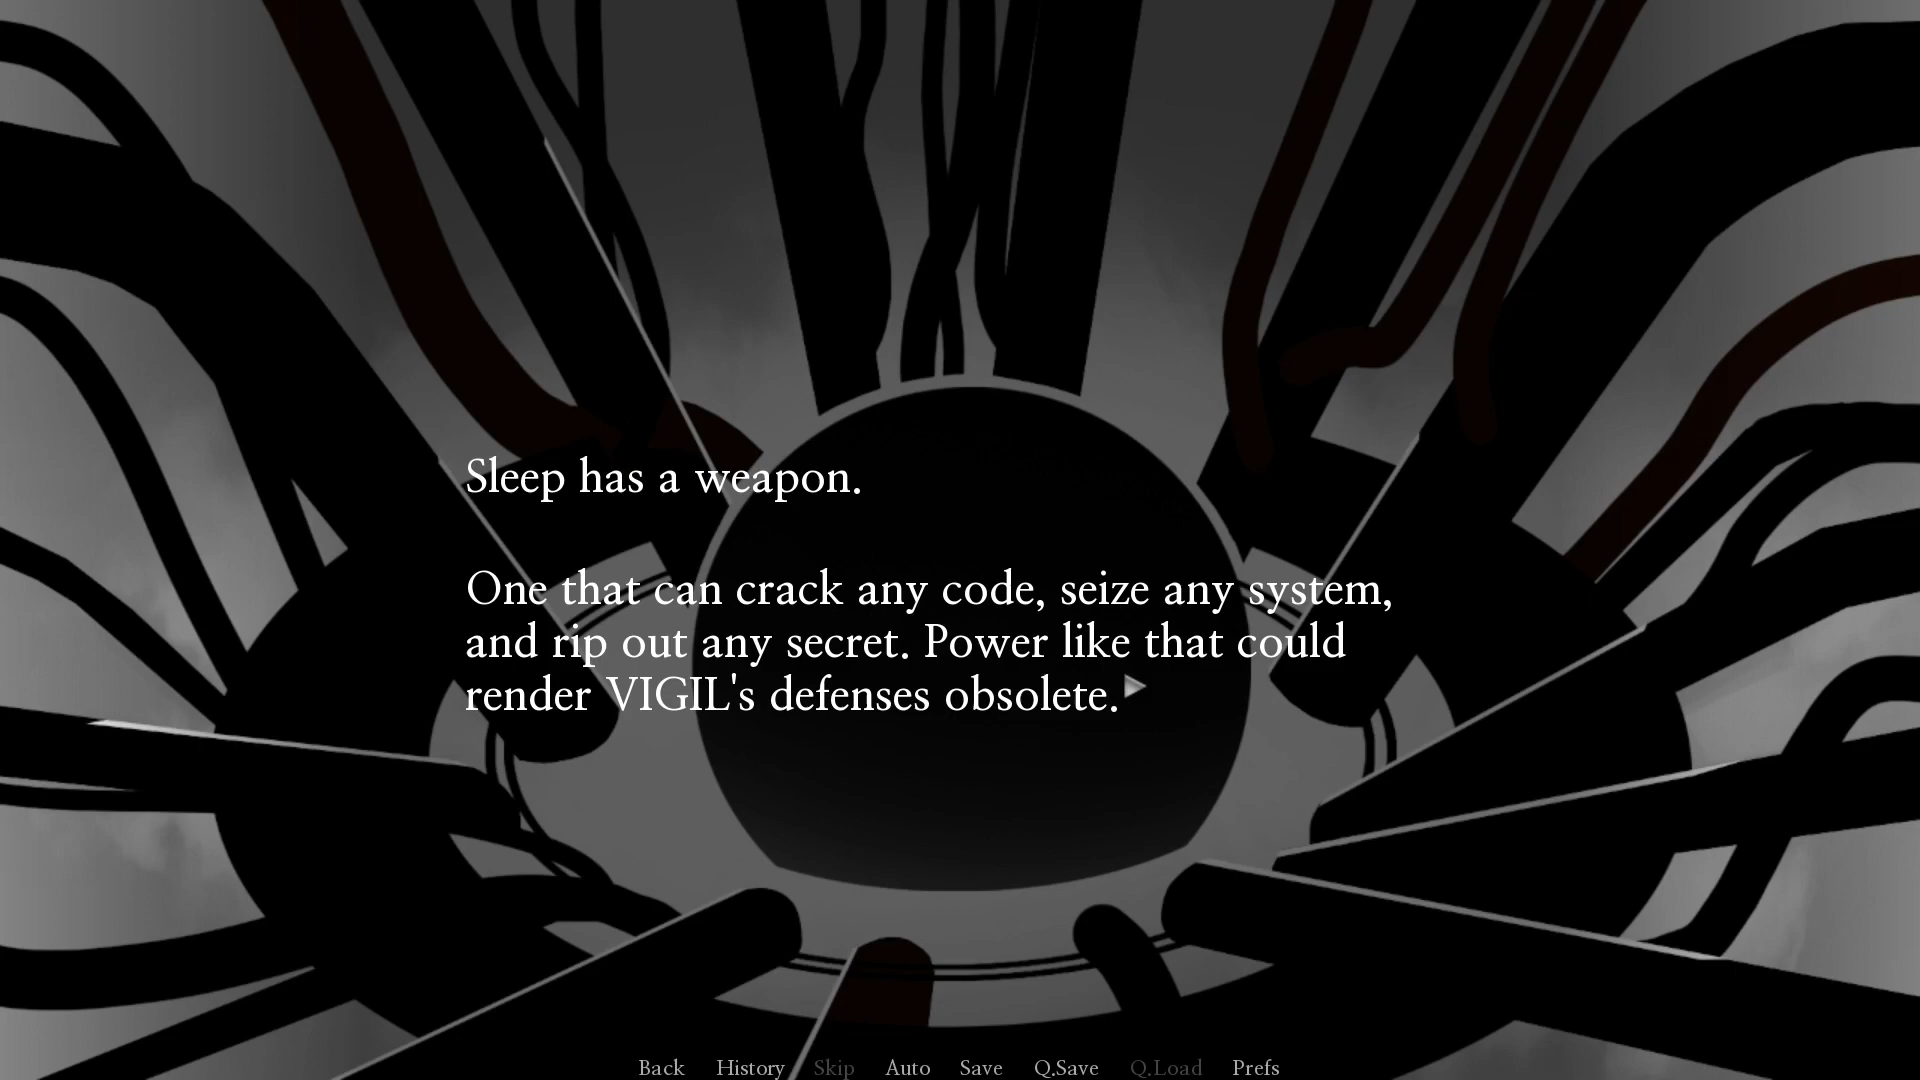 Sleep has a weapon.
One that can crack any code, seize any system,
and rip out any secret. Power like that could
render VIGIL's defenses obsolete.
Back History Skip Auto Save Q.Save Q.Load Prefs